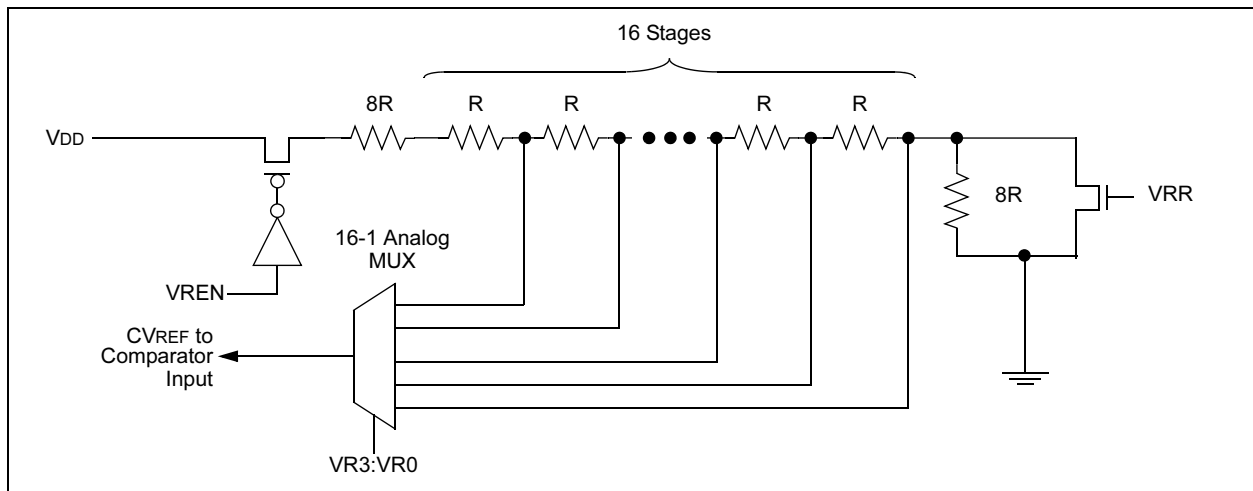 16 Stages
8R
R
R
R
R
VDD
8R
VRR
16-1 Analog
MUX
VREN
CVREF to
Comparator
Input
VR3:VR0